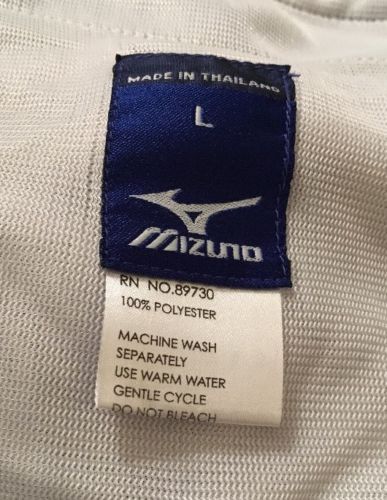 MADE IN THAILAND
L
MIZUNO
RN NO.89730
100% POLYESTER
MACHINE WASH
SEPARATELY
USE WARM WATER
GENTLE CYCLE
DO NOT BLEACH